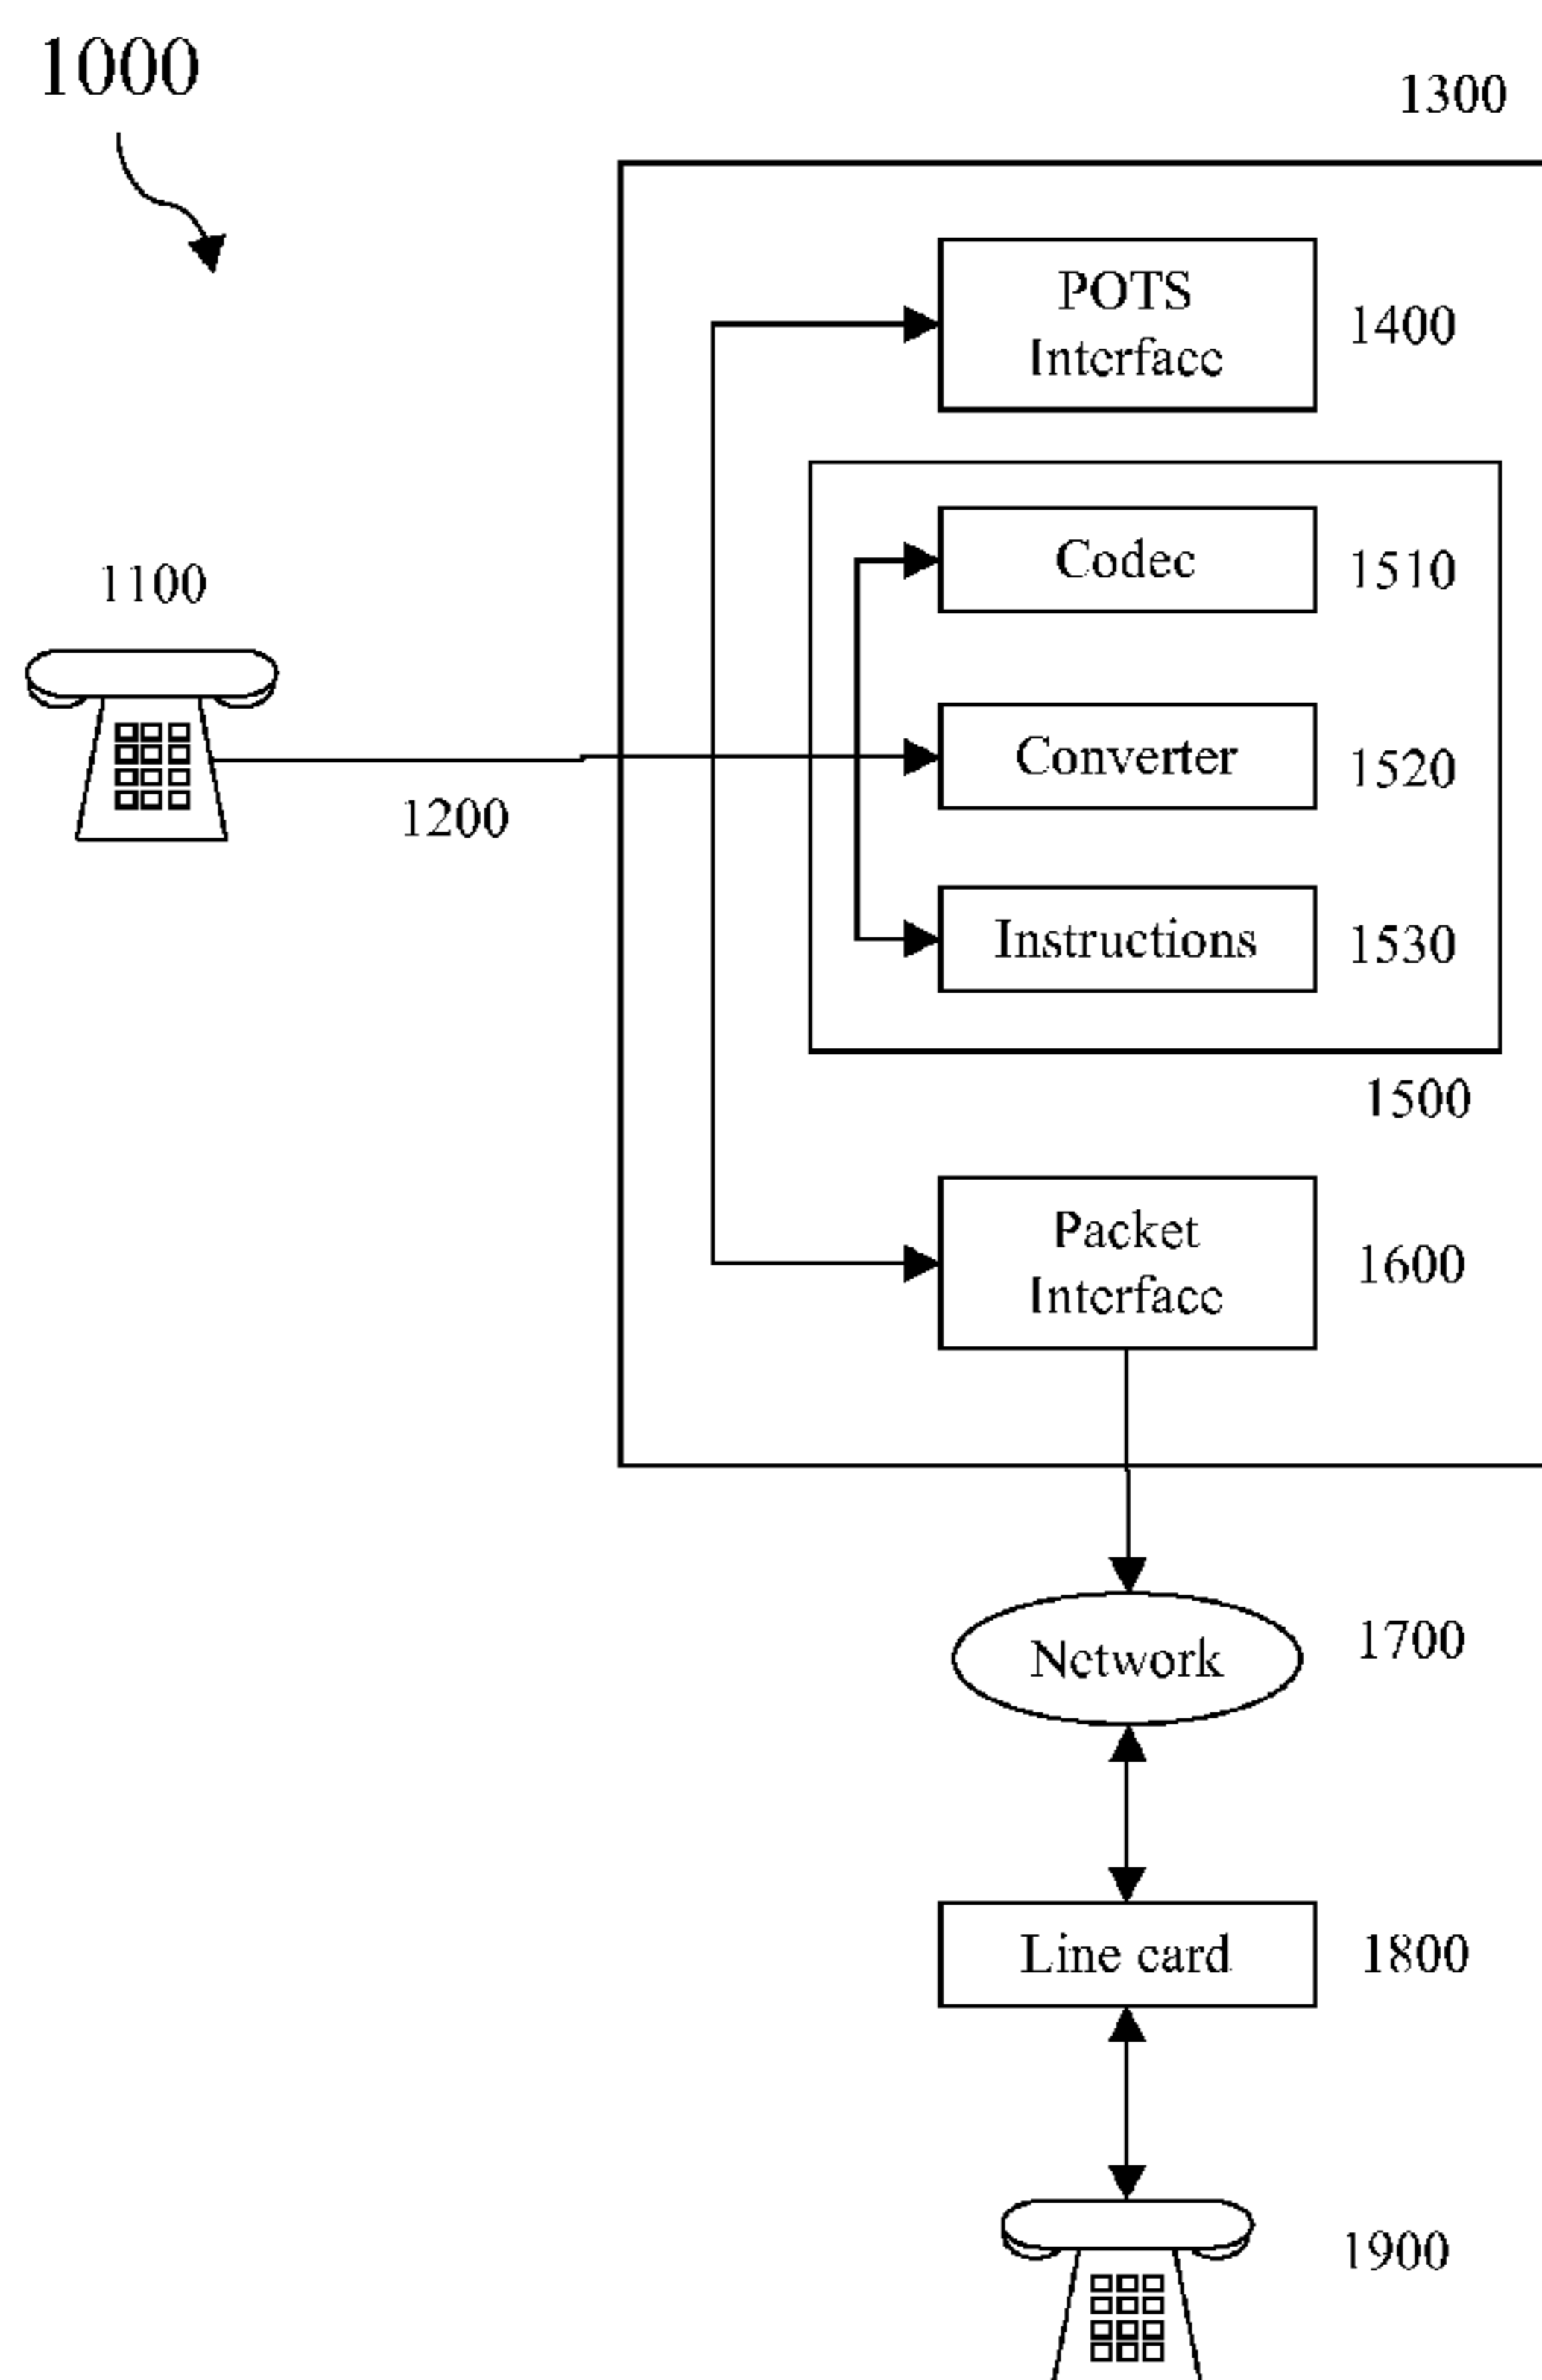 1000
1300
POTS
Interface
1400
Codec
1510
1100
Converter
1520
1200
Instructions
1530
1500
Packet
Interface
1600
Network
1700
Line card
1800
1900